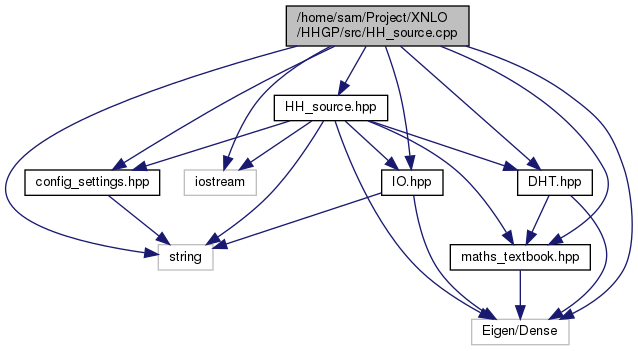 /home/sam/Project/XNLO
/HHGP/src/HH_source.cpp
HH_source.hpp
config_settings.hpp
iostream
IO.hpp
DHT.hpp
string
maths_textbook.hpp
Eigen/Dense